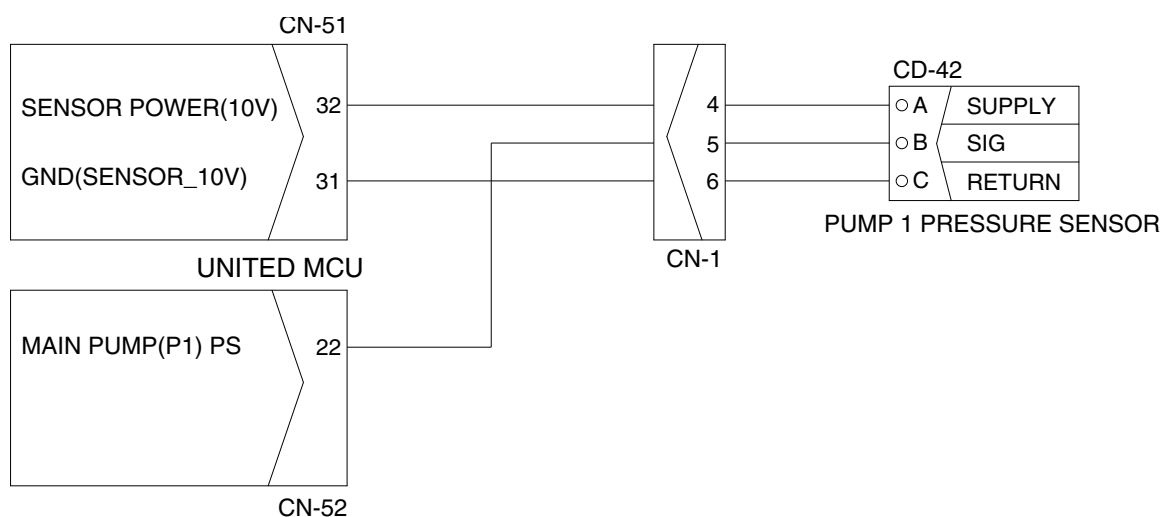 CN-51
SENSOR POWER(10V) 32
GND(SENSOR_10V) 31
UNITED MCU
MAIN PUMP(P1) PS 22
CN-52
4
5
6
CN-1
CD-42
A SUPPLY
B SIG
C RETURN
PUMP 1 PRESSURE SENSOR